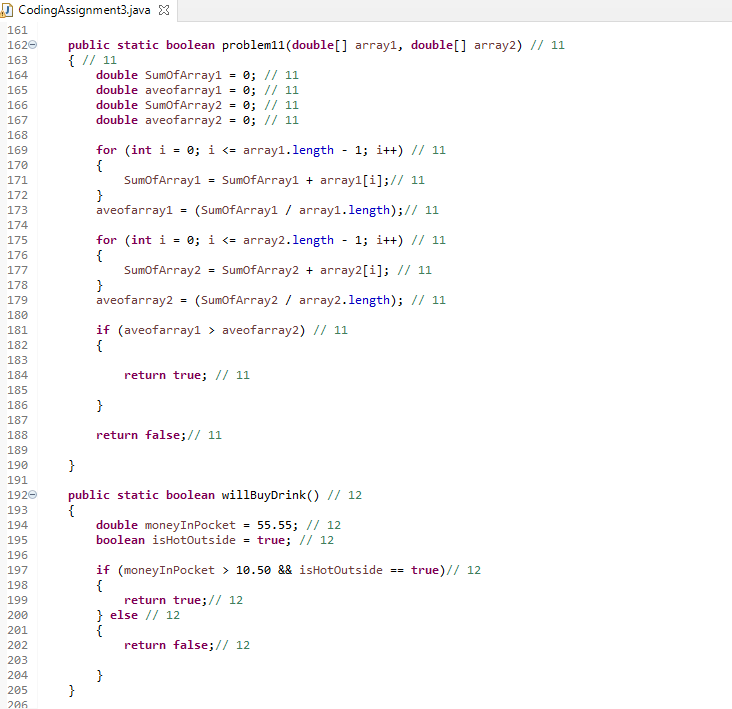 CodingAssignment3.java
161
162 public static boolean problem11(double[] array1, double[] array2) // 11
163 { // 11
164 double SumOfArray1 = 0; // 11
165 double aveofarray1 = 0; // 11
166 double SumOfArray2 = 0; // 11
167 double aveofarray2 = 0; // 11
168
169 for (int i = 0; i <= array1.length - 1; i++) // 11
170 {
171 SumOfArray1 = SumOfArray1 + array1[i];// 11
172 }
173 aveofarray1 = (SumOfArray1 / array1.length);// 11
174
175 for (int i = 0; i <= array2.length - 1; i++) // 11
176 {
177 SumOfArray2 = SumOfArray2 + array2[i]; // 11
178 }
179 aveofarray2 = (SumOfArray2 / array2.length); // 11
180
181 if (aveofarray1 > aveofarray2) // 11
182 {
183
184 return true; // 11
185
186 }
187
188 return false;// 11
189
190 }
191
192 public static boolean willBuyDrink() // 12
193 {
194 double moneyInPocket = 55.55; // 12
195 boolean isHotOutside = true; // 12
196
197 if (moneyInPocket > 10.50 && isHotOutside == true)// 12
198 {
199 return true;// 12
200 } else // 12
201 {
202 return false;// 12
203
204 }
205 }
206